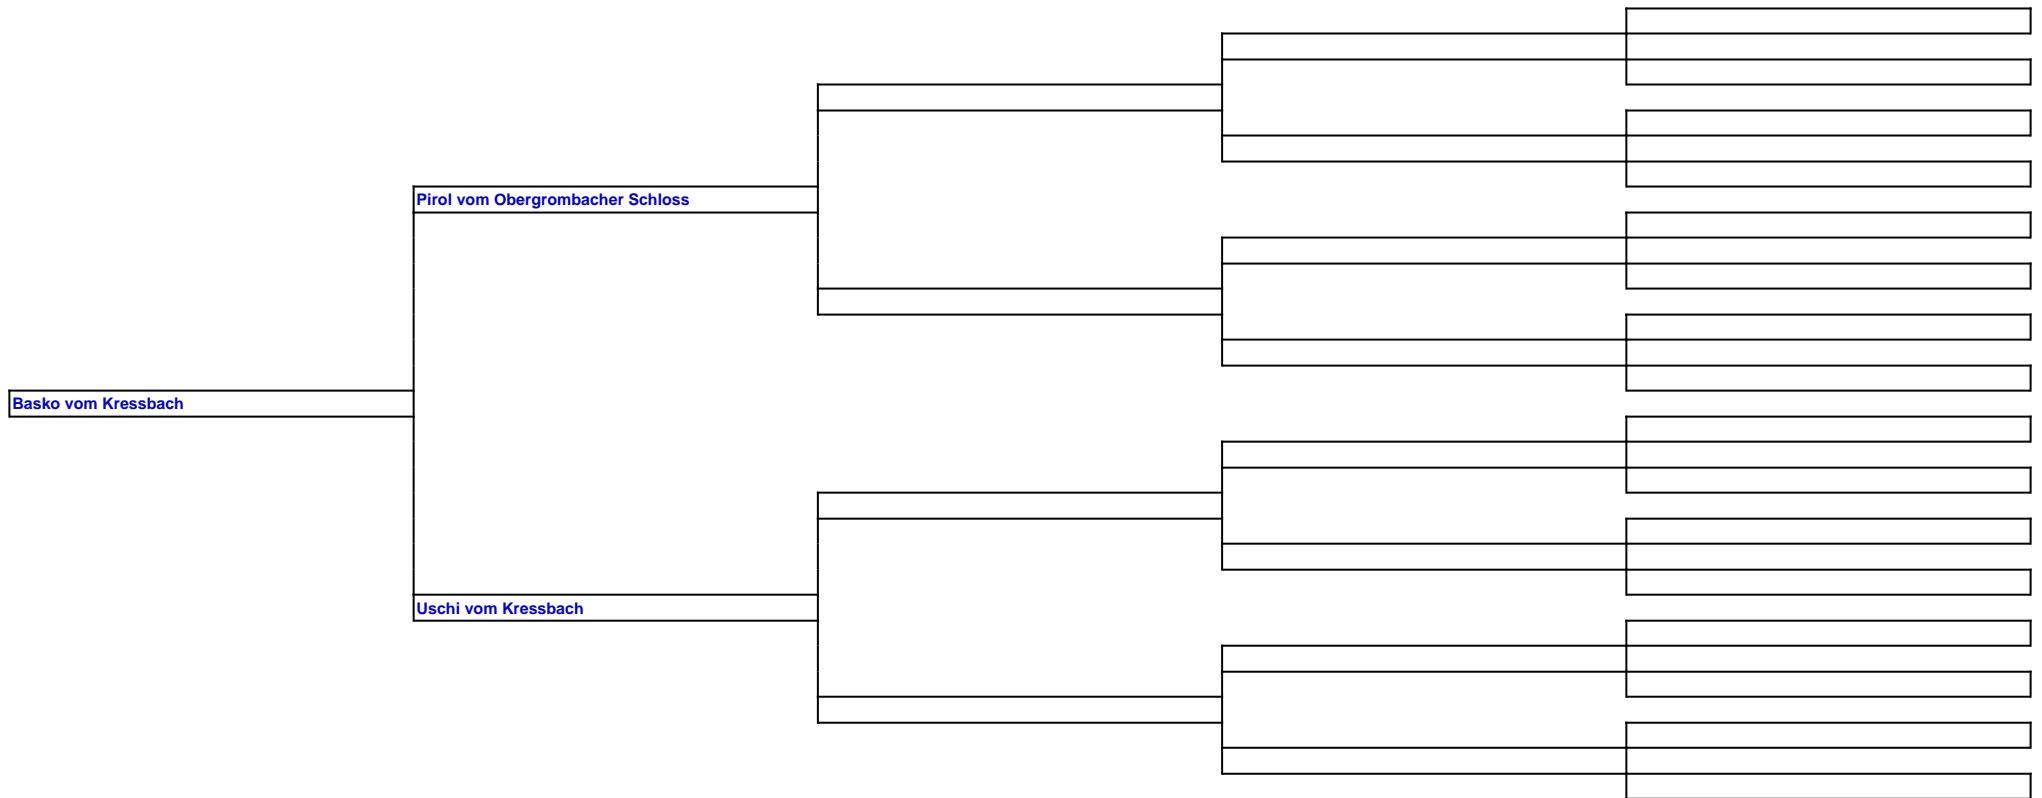 Pirol vom Obergrombacher Schloss
Basko vom Kressbach
Uschi vom Kressbach